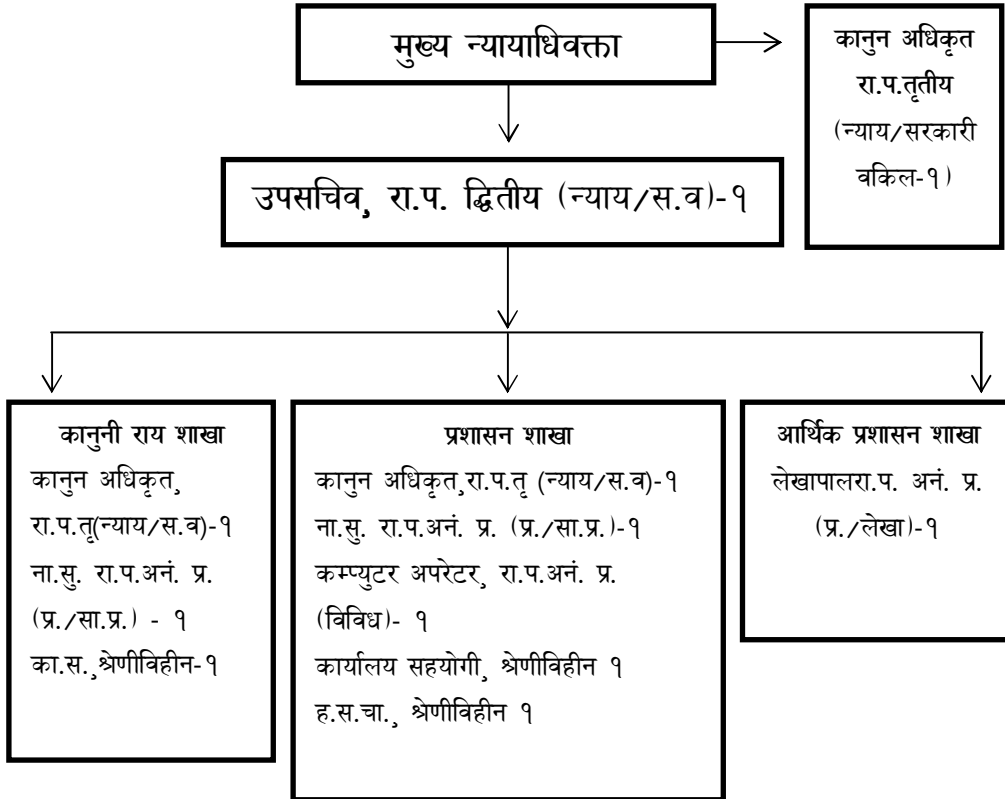 मुख्य न्यायाधिवक्ता
कानुन अधिकृत
रा.प.तृतीय
(न्याय/सरकारी
वकिल-१)
उपसचिव, रा.प. द्धितीय (न्याय/स.व)-१
कानुनी राय शाखा
कानुन अधिकृत,
रा.प.तृ(न्याय/स.व)-१
ना.सु. रा.प.अनं. प्र.
(प्र./सा.प्र.) - १
का.स.,श्रेणीविहीन-१
प्रशासन शाखा
कानुन अधिकृत,रा.प.तृ (न्याय/स.व)-१
ना.सु. रा.प.अनं. प्र. (प्र./सा.प्र.)-१
कम्प्युटर अपरेटर, रा.प.अनं. प्र.
(विविध)- १
कार्यालय सहयोगी, श्रेणीविहीन १
ह.स.चा., श्रेणीविहीन १
आर्थिक प्रशासन शाखा
लेखापालरा.प. अनं. प्र.
(प्र./लेखा)-१